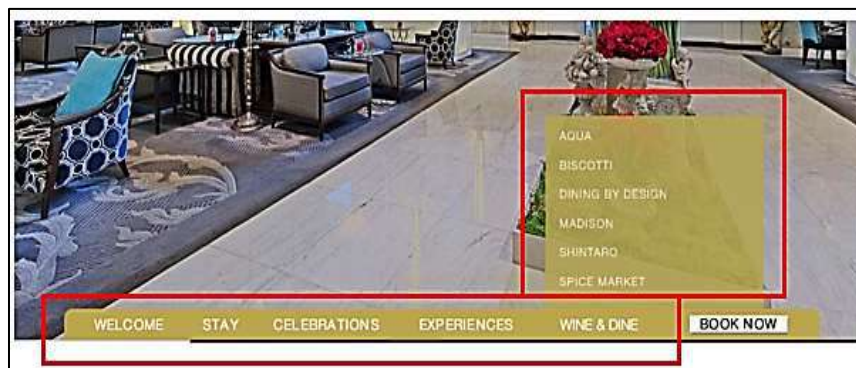 AQUA
BISCOTTI
DINING BY DESIGN
MADISON
SHINTARO
SPICE MARKET
WELCOME STAY CELEBRATIONS EXPERIENCES WINE & DINE BOOK NOW